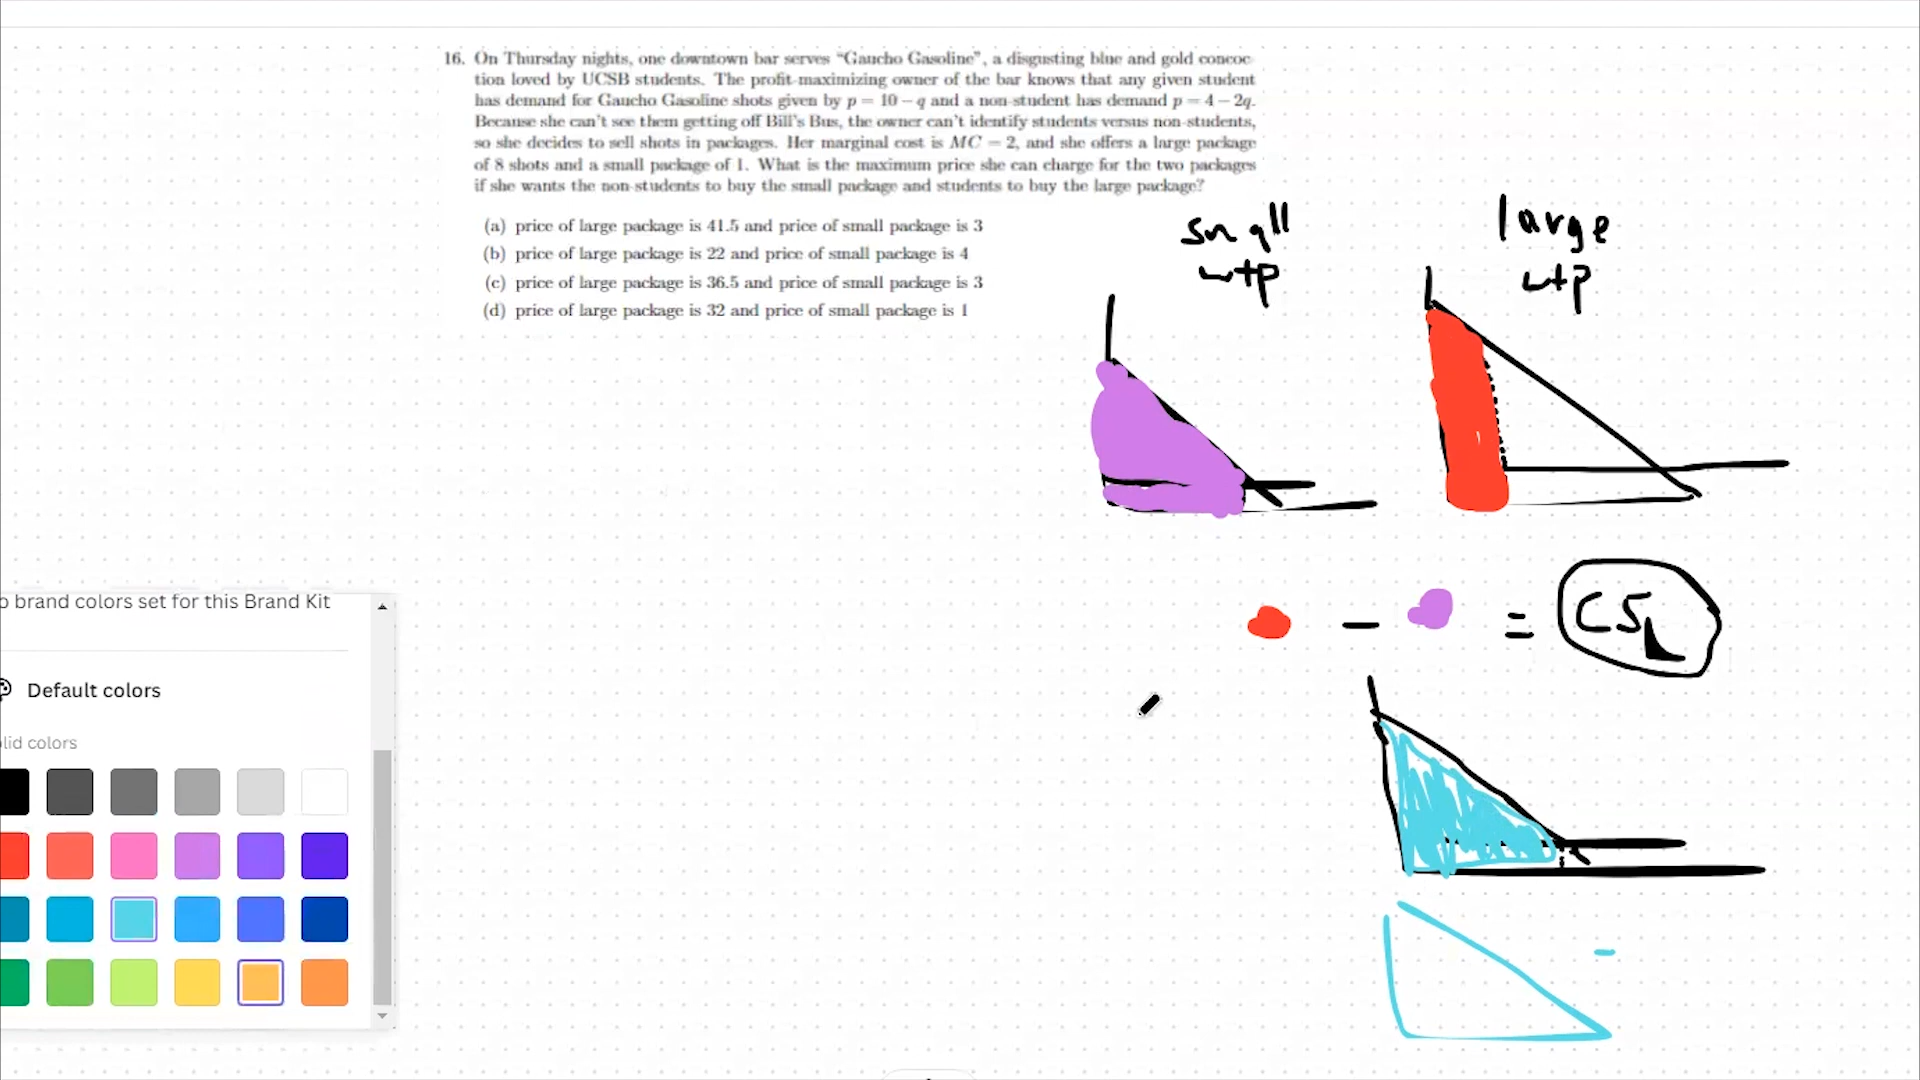 16. On Thursday nights, one downtown bar serves "Gaucho Gasoline", a disgusting blue and gold concoc-
tion loved by UCSB students. The profit-maximizing owner of the bar knows that any given student
has demand for Gaucho Gasoline shots given by p = 10 − q and a non-student has demand p = 4 − 2q.
Because she can't see them getting off Bill's Bus, the owner can't identify students versus non-students,
so she decides to sell shots in packages. Her marginal cost is MC = 2, and she offers a large package
of 8 shots and a small package of 1. What is the maximum price she can charge for the two packages
if she wants the non-students to buy the small package and students to buy the large package?
(a) price of large package is 41.5 and price of small package is 3
(b) price of large package is 22 and price of small package is 4
(c) price of large package is 36.5 and price of small package is 3
(d) price of large package is 32 and price of small package is 1
small
wtp
large
wtp
− = CSL
-
o brand colors set for this Brand Kit
Default colors
lid colors